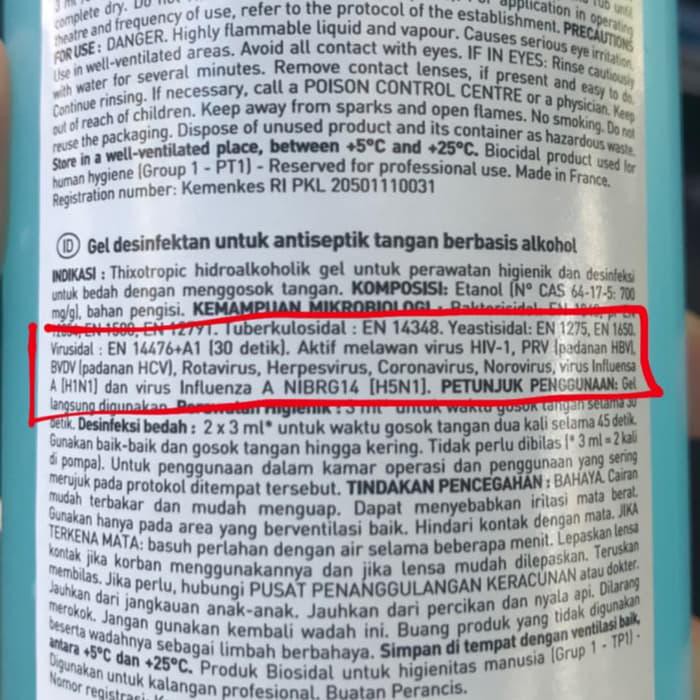 complete dry. Do application in operating
theatre and frequency of use, refer to the protocol of the establishment. PRECAUTIONS
FOR USE : DANGER. Highly flammable liquid and vapour. Causes serious eye irritation.
Use in well-ventilated areas. Avoid all contact with eyes. IF IN EYES: Rinse cautiously
with water for several minutes. Remove contact lenses, if present and easy to do.
Continue rinsing. If necessary, call a POISON CONTROL CENTRE or a physician. Keep
out of reach of children. Keep away from sparks and open flames. No smoking. Do not
reuse the packaging. Dispose of unused product and its container as hazardous waste.
Store in a well-ventilated place, between +5°C and +25°C. Biocidal product used for
human hygiene (Group 1 - PT1) - Reserved for professional use. Made in France.
Registration number: Kemenkes RI PKL 20501110031
ID Gel desinfektan untuk antiseptik tangan berbasis alkohol
INDIKASI : Thixotropic hidroalkoholik gel untuk perawatan higienik dan desinfeksi
untuk bedah dengan menggosok tangan. KOMPOSISI: Etanol (N° CAS 64-17-5: 700
mg/g), bahan pengisi. KEMAMPUAN MIKROBIOLOGI :
EN 1500, EN 12791. Tuberkulosidal : EN 14348. Yeastisidal: EN 1275, EN 1650.
Virusidal : EN 14476+A1 (30 detik). Aktif melawan virus HIV-1, PRV (padanan HBV),
BVDV (padanan HCV), Rotavirus, Herpesvirus, Coronavirus, Norovirus, virus Influensa
A (H1N1) dan virus Influenza A NIBRG14 (H5N1). PETUNJUK PENGGUNAAN: Gel
langsung digunakan. Perawatan Higienik : 3 ml* untuk waktu gosok tangan selama 30
detik. Desinfeksi bedah : 2 x 3 ml* untuk waktu gosok tangan dua kali selama 45 detik.
Gunakan baik-baik dan gosok tangan hingga kering. Tidak perlu dibilas (* 3 ml = 2 kali
di pompa). Untuk penggunaan dalam kamar operasi dan penggunaan yang sering
merujuk pada protokol ditempat tersebut. TINDAKAN PENCEGAHAN : BAHAYA. Cairan
mudah terbakar dan mudah menguap. Dapat menyebabkan iritasi mata berat.
Gunakan hanya pada area yang berventilasi baik. Hindari kontak dengan mata. JIKA
TERKENA MATA: basuh perlahan dengan air selama beberapa menit. Lepaskan lensa
kontak jika korban menggunakannya dan jika lensa mudah dilepaskan. Teruskan
membilas. Jika perlu, hubungi PUSAT PENANGGULANGAN KERACUNAN atau dokter.
Jauhkan dari jangkauan anak-anak. Jauhkan dari percikan dan nyala api. Dilarang
merokok. Jangan gunakan kembali wadah ini. Buang produk yang tidak digunakan
beserta wadahnya sebagai limbah berbahaya. Simpan di tempat dengan ventilasi baik,
antara +5°C dan +25°C. Produk Biosidal untuk higienitas manusia (Grup 1 - TP1) -
Digunakan untuk kalangan profesional. Buatan Perancis.
Nomor registrasi: